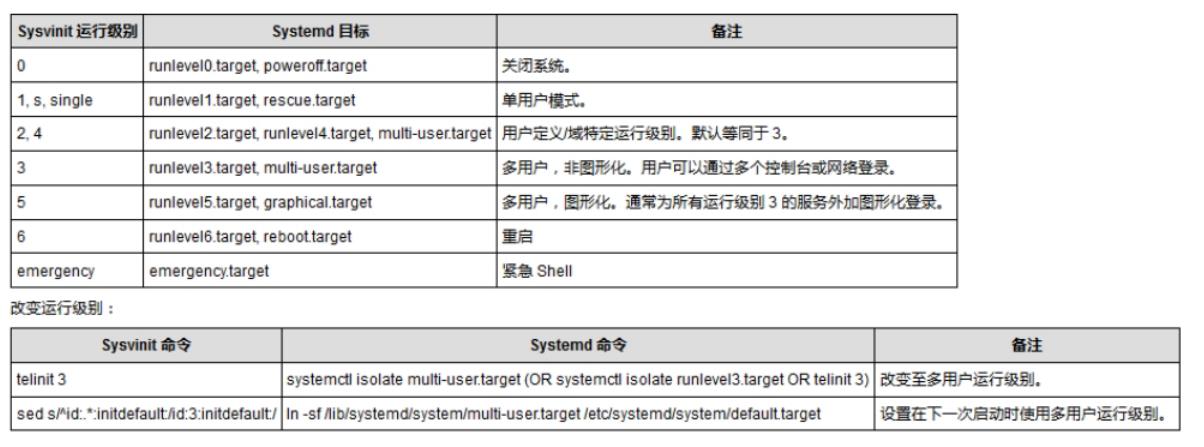 Sysvinit 运行级别 Systemd 目标 备注
0 runlevel0.target, poweroff.target 关闭系统。
1, s, single runlevel1.target, rescue.target 单用户模式。
2, 4 runlevel2.target, runlevel4.target, multi-user.target 用户定义/域特定运行级别。默认等同于 3。
3 runlevel3.target, multi-user.target 多用户，非图形化。用户可以通过多个控制台或网络登录。
5 runlevel5.target, graphical.target 多用户，图形化。通常为所有运行级别 3 的服务外加图形化登录。
6 runlevel6.target, reboot.target 重启
emergency emergency.target 紧急 Shell
改变运行级别：
Sysvinit 命令 Systemd 命令 备注
telinit 3 systemctl isolate multi-user.target (OR systemctl isolate runlevel3.target OR telinit 3) 改变至多用户运行级别。
sed s/^id:.*:initdefault:/id:3:initdefault:/ ln -sf /lib/systemd/system/multi-user.target /etc/systemd/system/default.target 设置在下一次启动时使用多用户运行级别。